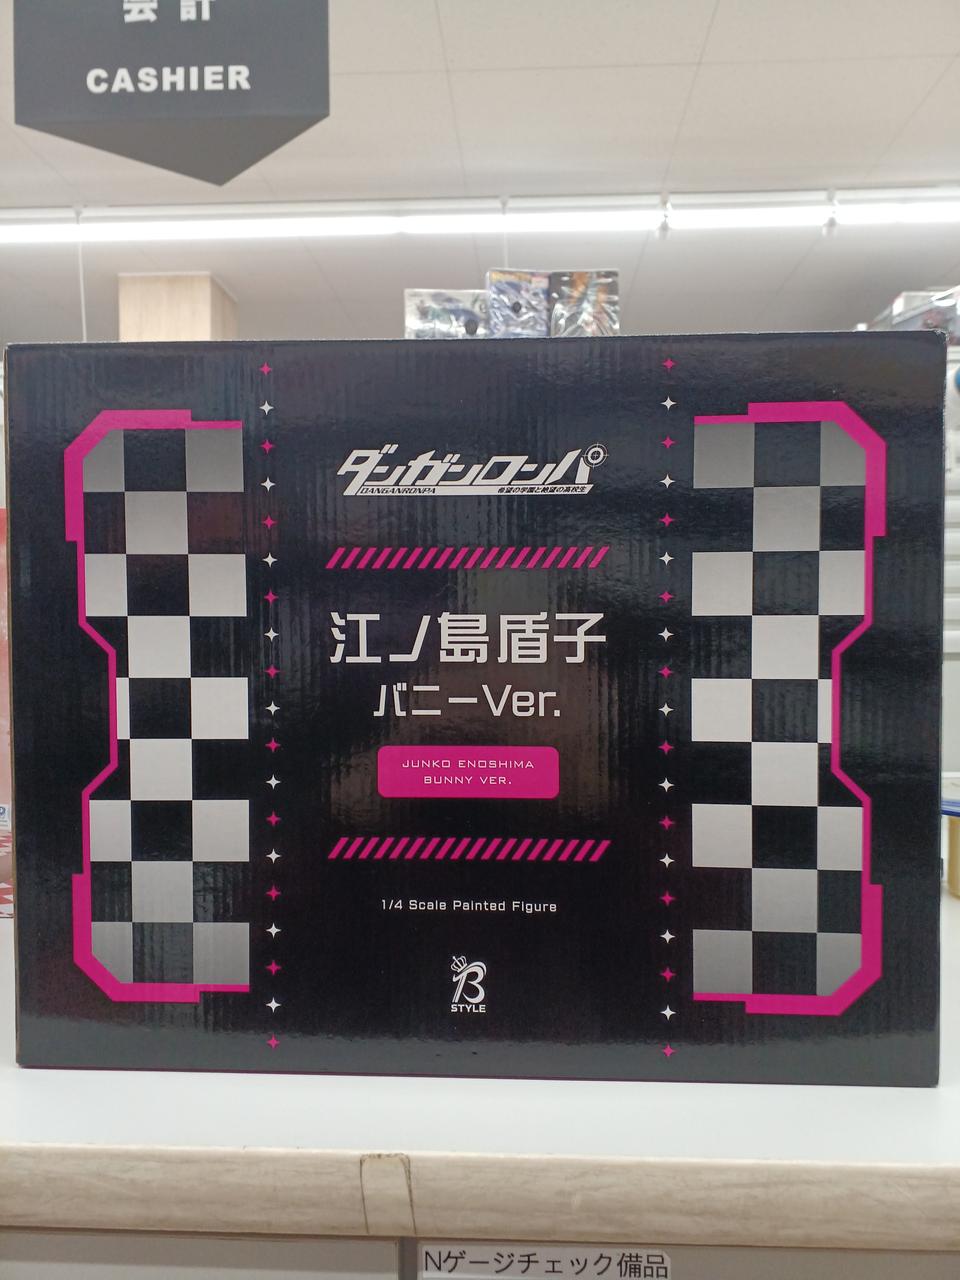 会計
CASHIER
ダンガンロンパ
DANGANRONPA 希望の学園と絶望の高校生
江ノ島盾子
バニーVer.
JUNKO ENOSHIMA
BUNNY VER.
1/4 Scale Painted Figure
B
STYLE
Nゲージチェック備品